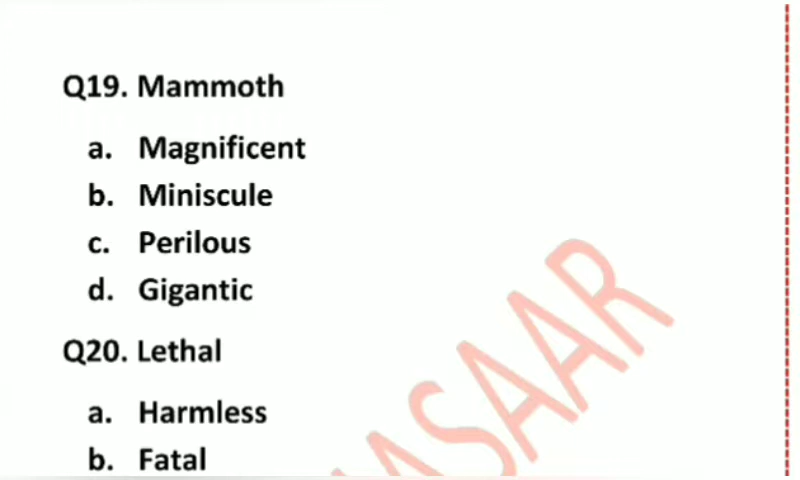 Q19. Mammoth
a. Magnificent
b. Miniscule
c. Perilous
d. Gigantic
Q20. Lethal
a. Harmless
b. Fatal